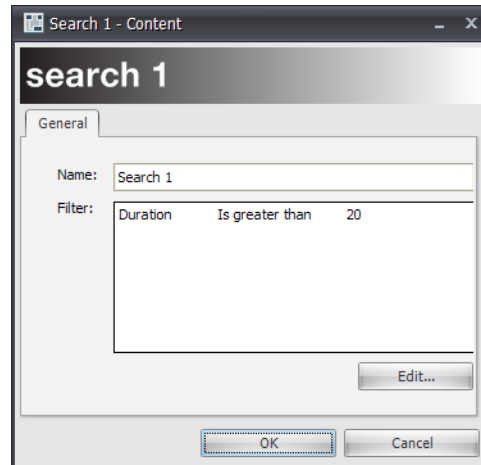 Search 1 - Content
search 1
General
Name: Search 1
Filter: Duration Is greater than 20
Edit...
OK Cancel